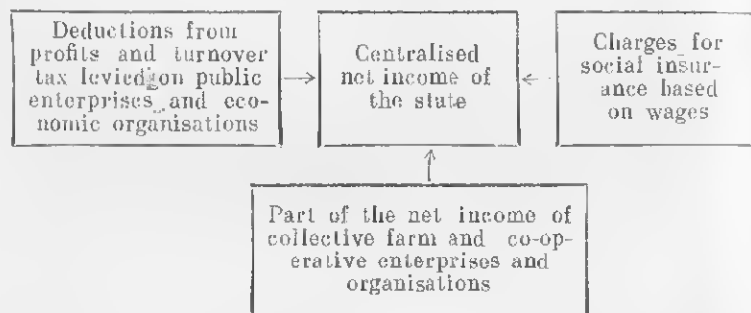 Deductions from
profits and turnover
tax levied on public
enterprises and eco-
nomic organisations
Centralised
net income of
the state
Charges for
social insur-
ance based
on wages
Part of the net income of
collective farm and co-op-
erative enterprises and
organisations